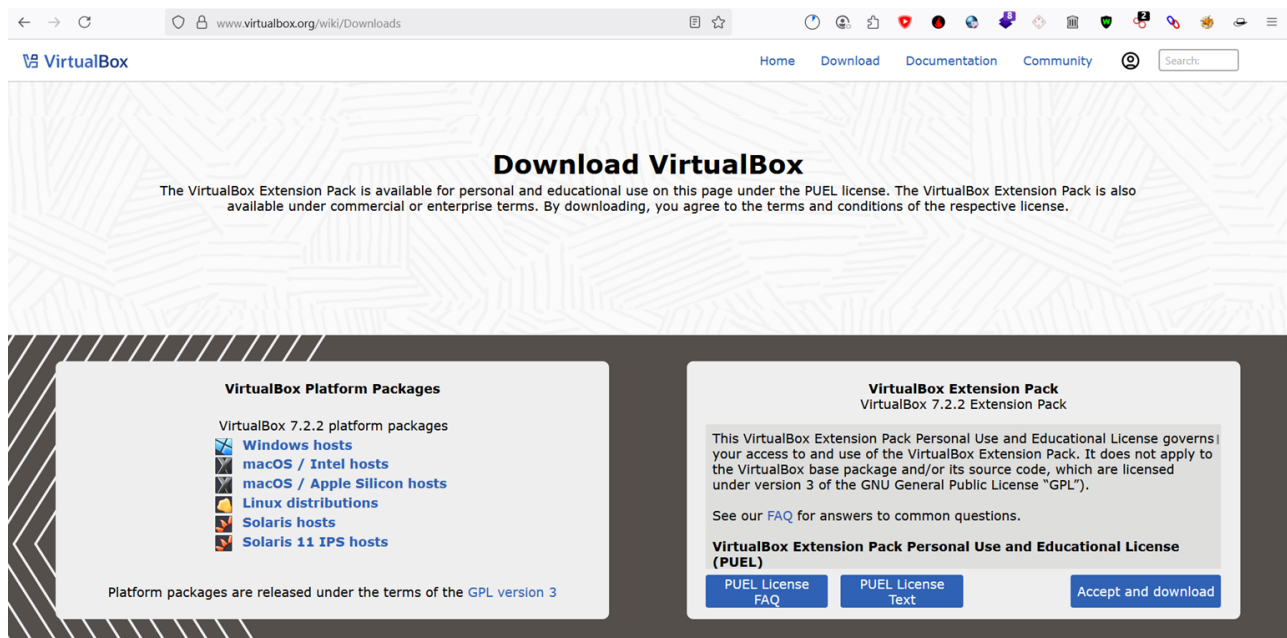 www.virtualbox.org/wiki/Downloads
8
2
VirtualBox
Home Download Documentation Community Search:
Download VirtualBox
The VirtualBox Extension Pack is available for personal and educational use on this page under the PUEL license. The VirtualBox Extension Pack is also
available under commercial or enterprise terms. By downloading, you agree to the terms and conditions of the respective license.
VirtualBox Platform Packages
VirtualBox 7.2.2 platform packages
Windows hosts
macOS / Intel hosts
macOS / Apple Silicon hosts
Linux distributions
Solaris hosts
Solaris 11 IPS hosts
Platform packages are released under the terms of the GPL version 3
VirtualBox Extension Pack
VirtualBox 7.2.2 Extension Pack
This VirtualBox Extension Pack Personal Use and Educational License governs
your access to and use of the VirtualBox Extension Pack. It does not apply to
the VirtualBox base package and/or its source code, which are licensed
under version 3 of the GNU General Public License “GPL”).
See our FAQ for answers to common questions.
VirtualBox Extension Pack Personal Use and Educational License
(PUEL)
PUEL License
FAQ
PUEL License
Text
Accept and download